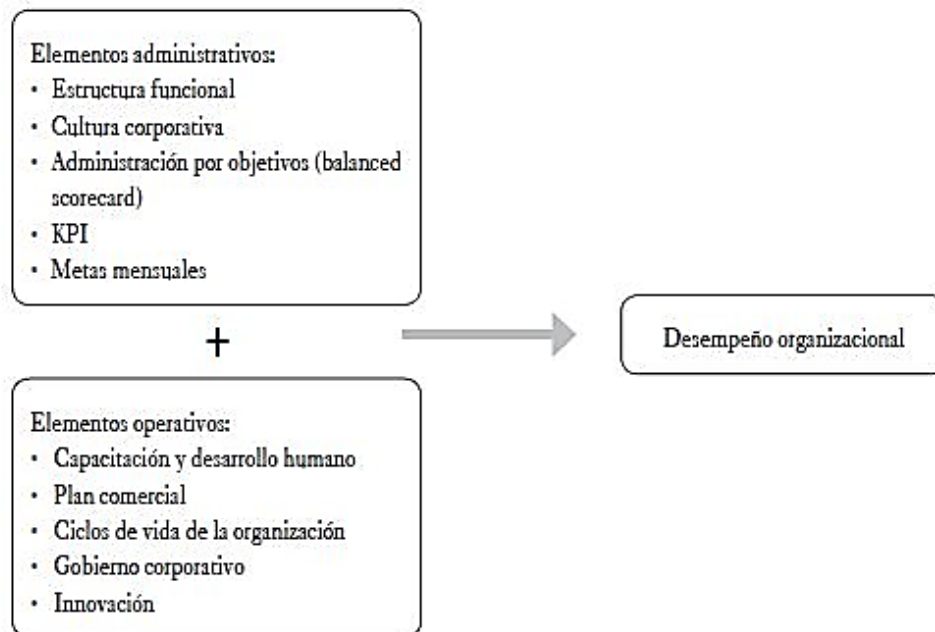 Elementos administrativos:
• Estructura funcional
• Cultura corporativa
• Administración por objetivos (balanced
scorecard)
• KPI
• Metas mensuales
+
Desempeño organizacional
Elementos operativos:
• Capacitación y desarrollo humano
• Plan comercial
• Ciclos de vida de la organización
• Gobierno corporativo
• Innovación